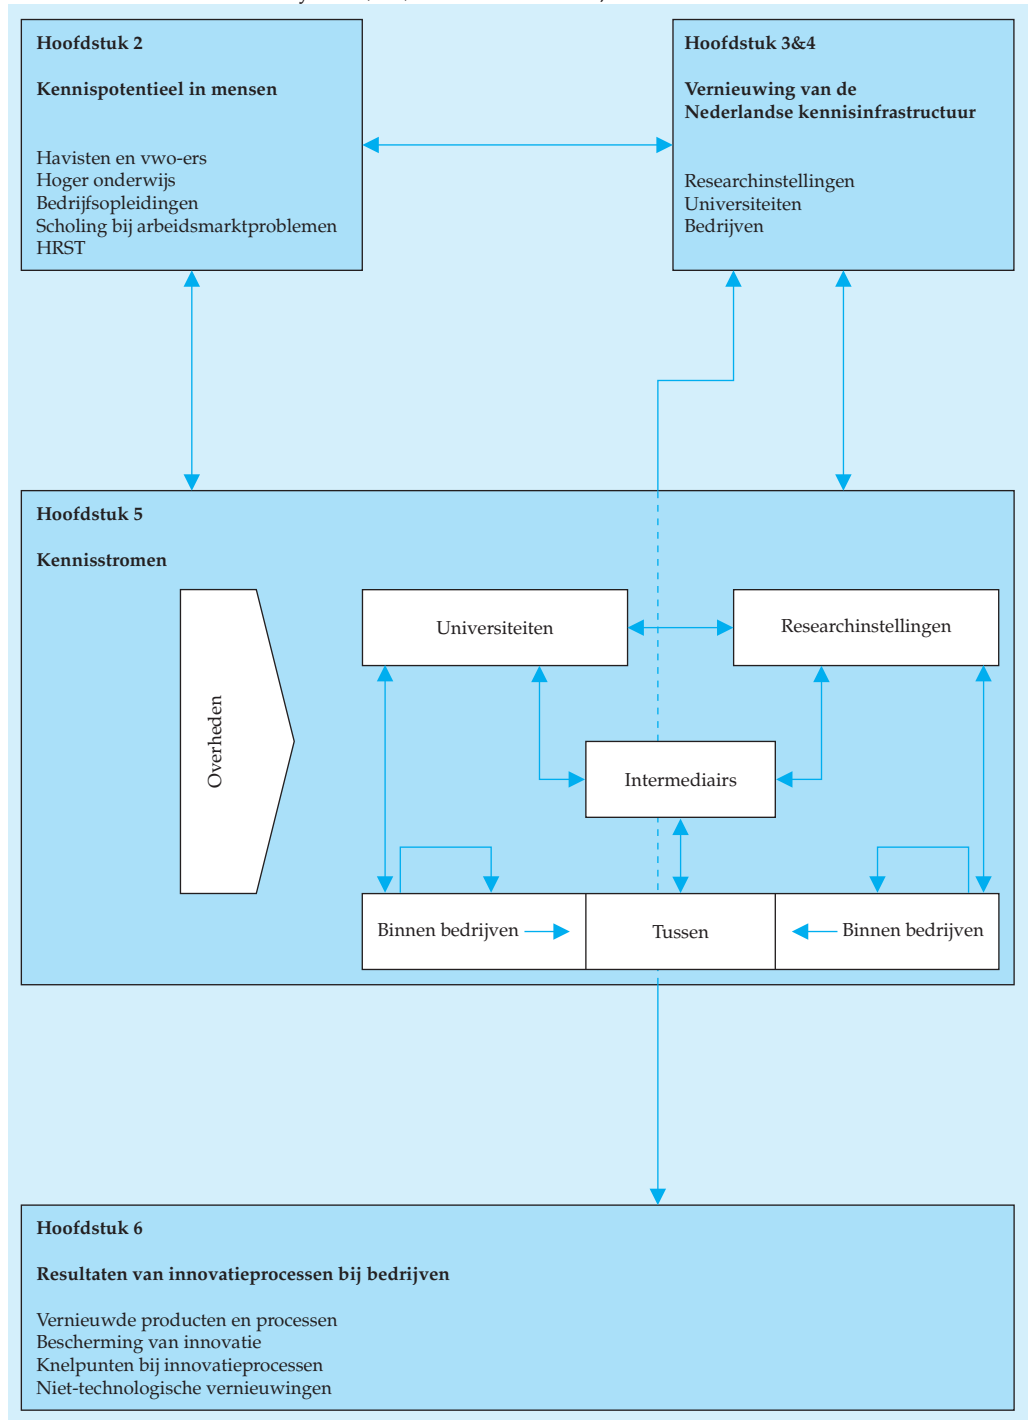 Hoofdstuk 2
Kennispotentieel in mensen
Havisten en vwo-ers
Hoger onderwijs
Bedrijfsopleidingen
Scholing bij arbeidsmarktproblemen
HRST
Hoofdstuk 3&4
Vernieuwing van de
Nederlandse kennisinfrastructuur
Researchinstellingen
Universiteiten
Bedrijven
Hoofdstuk 5
Kennisstromen
Overheden
Universiteiten
Researchinstellingen
Intermediairs
Binnen bedrijven
Tussen
Binnen bedrijven
Hoofdstuk 6
Resultaten van innovatieprocessen bij bedrijven
Vernieuwde producten en processen
Bescherming van innovatie
Knelpunten bij innovatieprocessen
Niet-technologische vernieuwingen